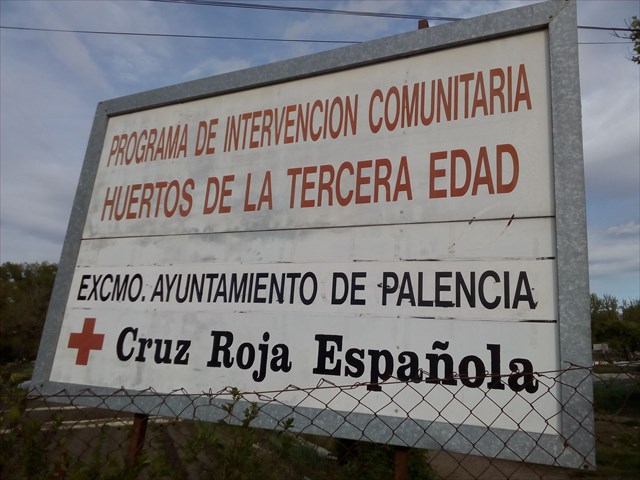 PROGRAMA DE INTERVENCION COMUNITARIA
HUERTOS DE LA TERCERA EDAD
EXCMO. AYUNTAMIENTO DE PALENCIA
Cruz Roja Española